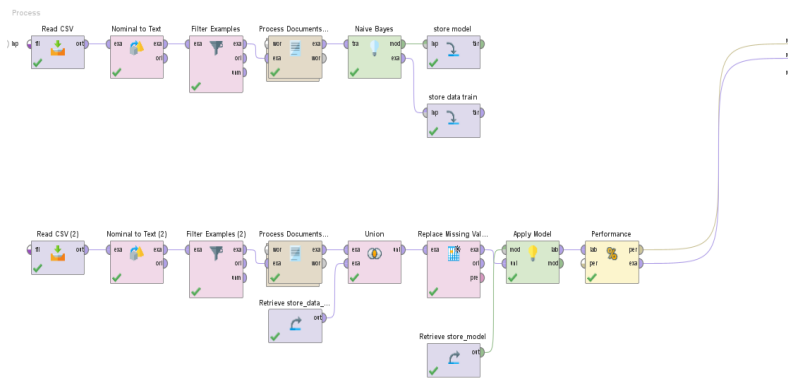 Process
Read CSV
Nominal to Text
Filter Examples
Process Documents...
Naive Bayes
store model
inp
fil
out
exa
exa
ori
exa
exa
ori
unm
wor
exa
exa
wor
tra
mod
exa
inp
thr
store data train
inp
thr
Read CSV (2)
Nominal to Text (2)
Filter Examples (2)
Process Documents...
Union
Replace Missing Val...
Apply Model
Performance
fil
out
exa
exa
ori
exa
exa
ori
unm
wor
exa
exa
wor
exa
exa
uni
exa
exa
ori
pre
mod
unl
lab
mod
lab
per
per
exa
Retrieve store_data_...
out
Retrieve store_model
out